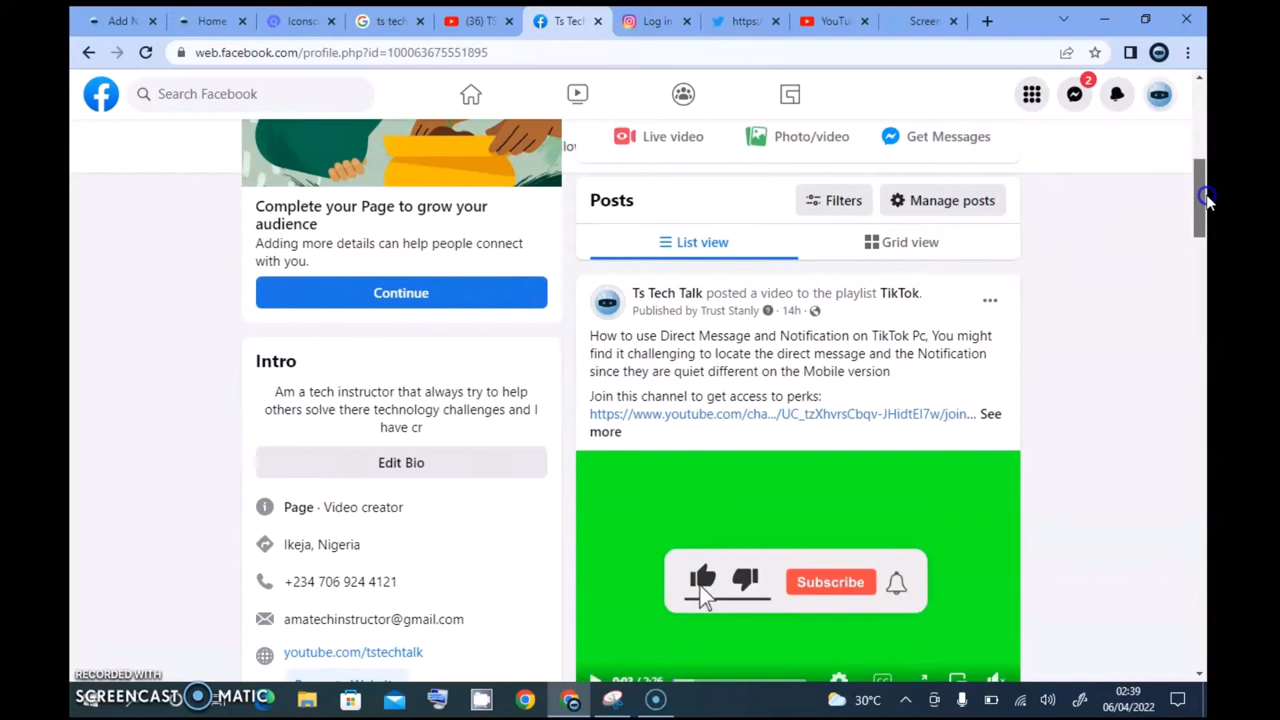 Add N
Home
Iconsc
ts tech
(36) TS
Ts Tech
Log in
https:/
YouTu
Screen
web.facebook.com/profile.php?id=100063675551895
Search Facebook
2
Live video
Photo/video
Get Messages
Complete your Page to grow your
audience
Adding more details can help people connect
with you.
Continue
Posts
Filters
Manage posts
List view
Grid view
Ts Tech Talk posted a video to the playlist TikTok.
Published by Trust Stanly · 14h ·
How to use Direct Message and Notification on TikTok Pc, You might
find it challenging to locate the direct message and the Notification
since they are quiet different on the Mobile version
Join this channel to get access to perks:
https://www.youtube.com/cha.../UC_tzXhvrsCbqv-JHidtEl7w/join... See
more
Intro
Am a tech instructor that always try to help
others solve there technology challenges and I
have cr
Edit Bio
Page · Video creator
Ikeja, Nigeria
+234 706 924 4121
amatechinstructor@gmail.com
youtube.com/tstechtalk
Subscribe
RECORDED WITH
SCREENCAST MATIC
30°C
02:39
06/04/2022